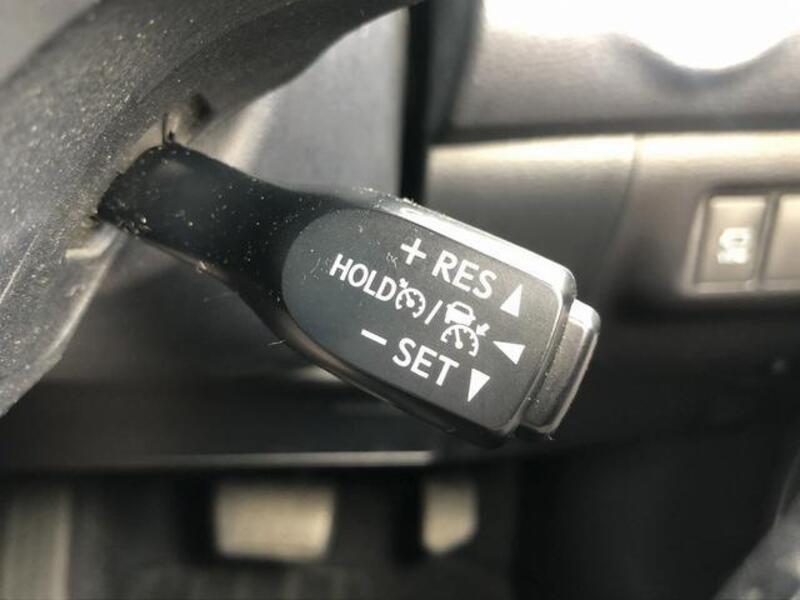 + RES ▲
HOLD / ◀
− SET ▼